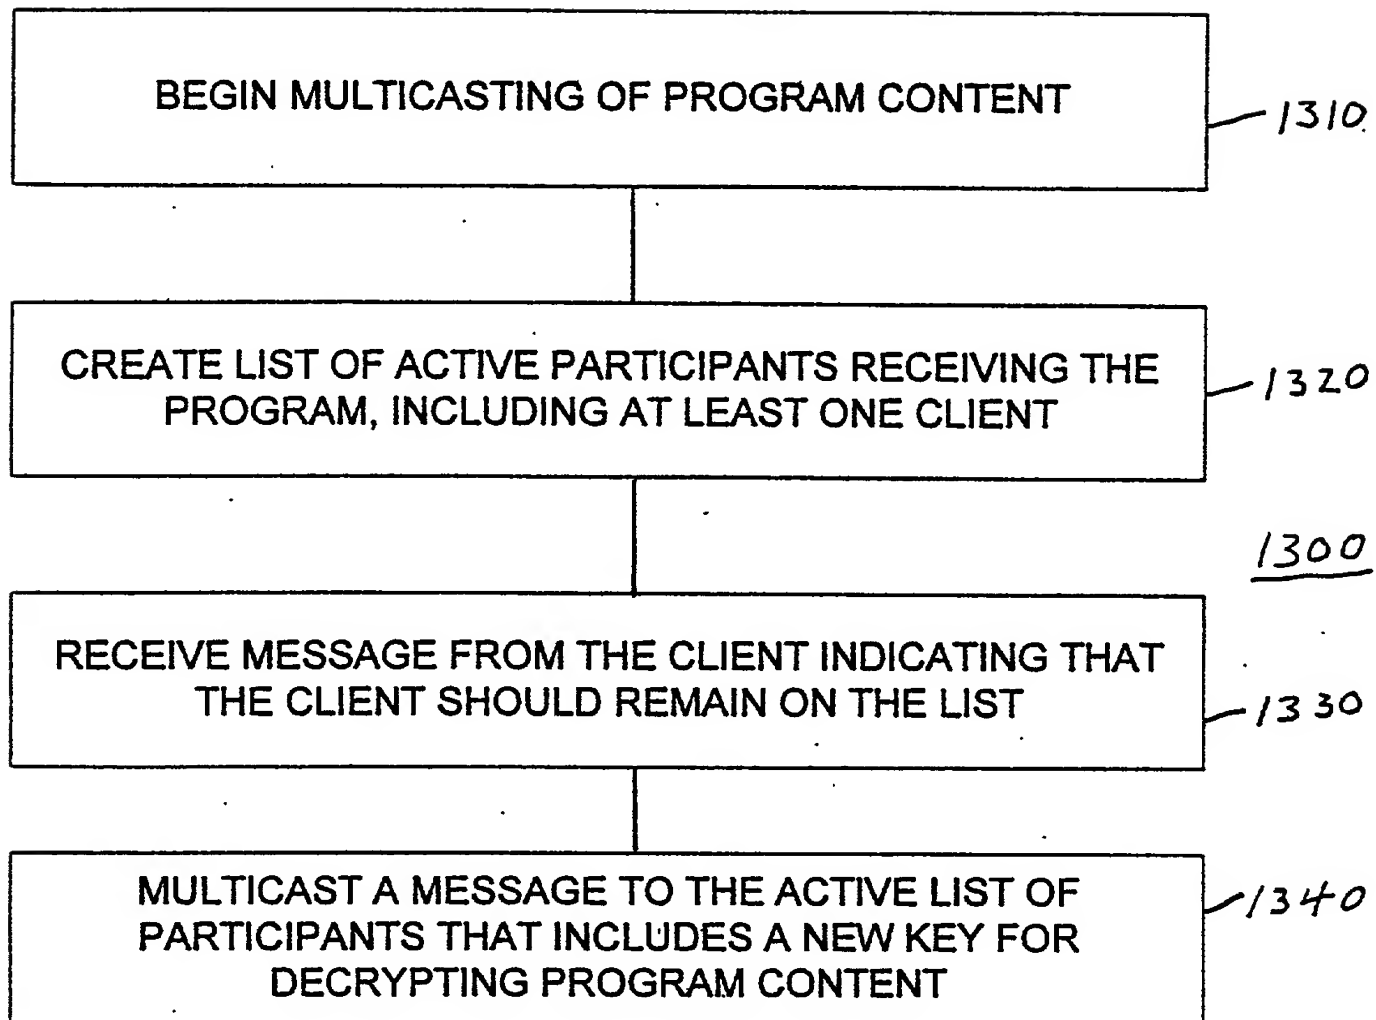 BEGIN MULTICASTING OF PROGRAM CONTENT
1310
CREATE LIST OF ACTIVE PARTICIPANTS RECEIVING THE
PROGRAM, INCLUDING AT LEAST ONE CLIENT
1320
1300
RECEIVE MESSAGE FROM THE CLIENT INDICATING THAT
THE CLIENT SHOULD REMAIN ON THE LIST
1330
MULTICAST A MESSAGE TO THE ACTIVE LIST OF
PARTICIPANTS THAT INCLUDES A NEW KEY FOR
DECRYPTING PROGRAM CONTENT
1340